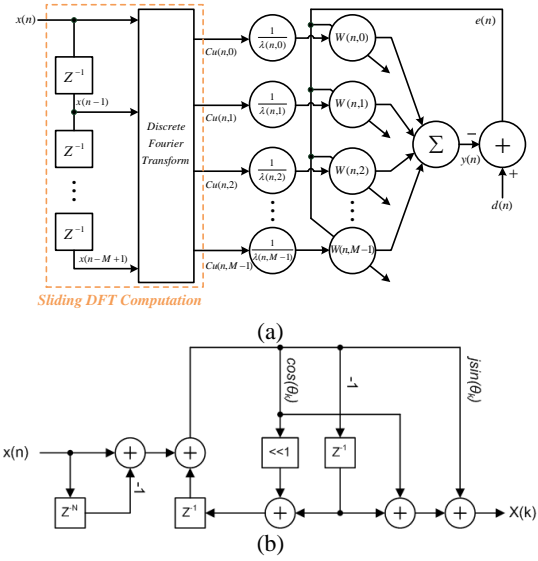 x(n)
Z⁻¹
x(n−1)
Z⁻¹
Z⁻¹
x(n−M+1)
Discrete
Fourier
Transform
Cu(n,0)
Cu(n,1)
Cu(n,2)
Cu(n,M−1)
1/λ(n,0)
1/λ(n,1)
1/λ(n,2)
1/λ(n,M−1)
W(n,0)
W(n,1)
W(n,2)
W(n,M−1)
Σ
−
y(n)
e(n)
+
+
d(n)
Sliding DFT Computation
(a)
x(n)
Z⁻ᴺ
+
-1
+
Z⁻¹
cos(θₖ)
<<1
-1
Z⁻¹
+
+
jsin(θₖ)
+
X(k)
(b)